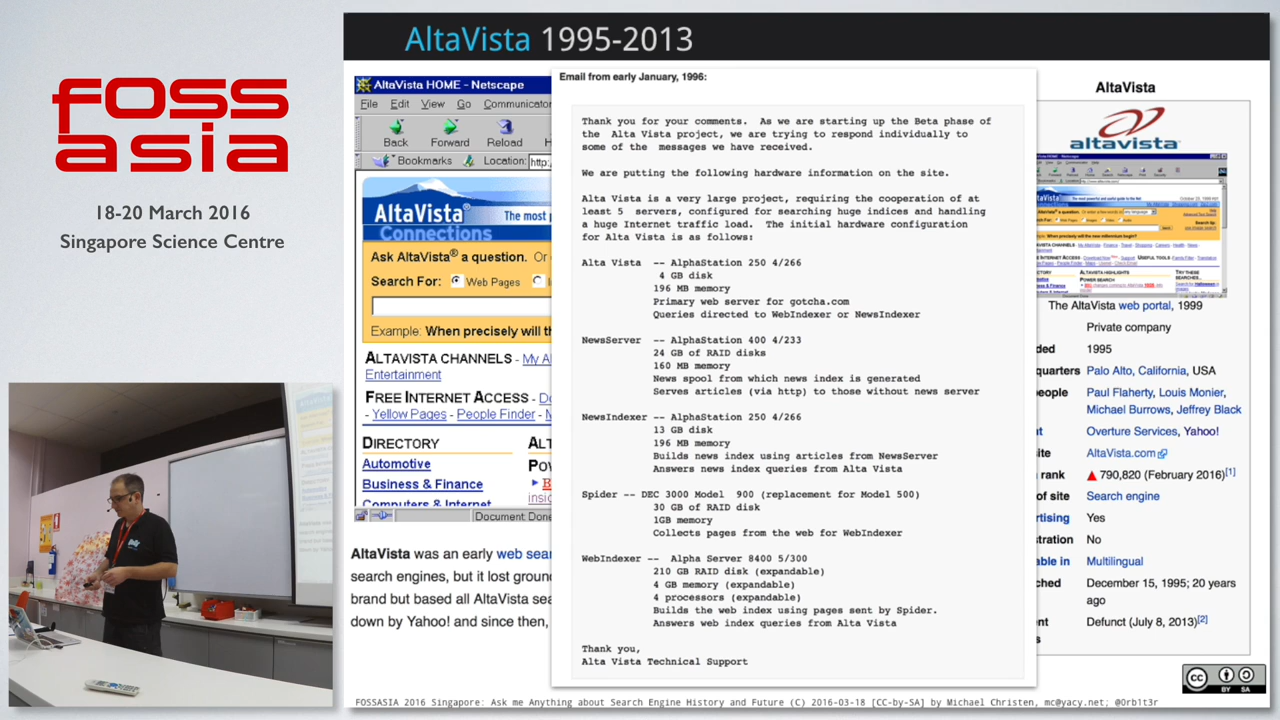 fOSS
asia
18-20 March 2016
Singapore Science Centre
AltaVista 1995-2013
AltaVista HOME - Netscape
File Edit View Go Communicator
Back Forward Reload
Bookmarks Location: http:
AltaVista® The most
Connections
Ask AltaVista® a question. Or
Search For: Web Pages
Example: When precisely will
ALTAVISTA CHANNELS - My
Entertainment
FREE INTERNET ACCESS -
- Yellow Pages - People Finder -
DIRECTORY
Automotive
Business & Finance
Computers & Internet
Document Done
AltaVista was an early web
search engines, but it lost
brand but based all AltaVista
down by Yahoo! and since then,
Email from early January, 1996:
Thank you for your comments. As we are starting up the Beta phase of
the Alta Vista project, we are trying to respond individually to
some of the messages we have received.
We are putting the following hardware information on the site.
Alta Vista is a very large project, requiring the cooperation of at
least 5 servers, configured for searching huge indices and handling
a huge Internet traffic load. The initial hardware configuration
for Alta Vista is as follows:
Alta Vista -- AlphaStation 250 4/266
4 GB disk
196 MB memory
Primary web server for gotcha.com
Queries directed to WebIndexer or NewsIndexer
NewsServer -- AlphaStation 400 4/233
24 GB of RAID disks
160 MB memory
News spool from which news index is generated
Serves articles (via http) to those without news server
NewsIndexer -- AlphaStation 250 4/266
13 GB disk
196 MB memory
Builds news index using articles from NewsServer
Answers news index queries from Alta Vista
Spider -- DEC 3000 Model 900 (replacement for Model 500)
30 GB of RAID disk
1GB memory
Collects pages from the web for WebIndexer
WebIndexer -- Alpha Server 8400 5/300
210 GB RAID disk (expandable)
4 GB memory (expandable)
4 processors (expandable)
Builds the web index using pages sent by Spider.
Answers web index queries from Alta Vista
Thank you,
Alta Vista Technical Support
AltaVista
altavista
The AltaVista web portal, 1999
Private company
1995
Palo Alto, California, USA
Paul Flaherty, Louis Monier,
Michael Burrows, Jeffrey Black
Overture Services, Yahoo!
AltaVista.com
rank 790,820 (February 2016)[1]
of site Search engine
Yes
No
Multilingual
December 15, 1995; 20 years
ago
Defunct (July 8, 2013)[2]
cc BY SA
FOSSASIA 2016 Singapore: Ask me Anything about Search Engine History and Future (C) 2016-03-18 [CC-by-SA] by Michael Christen, mc@yacy.net; @0rb1t3r